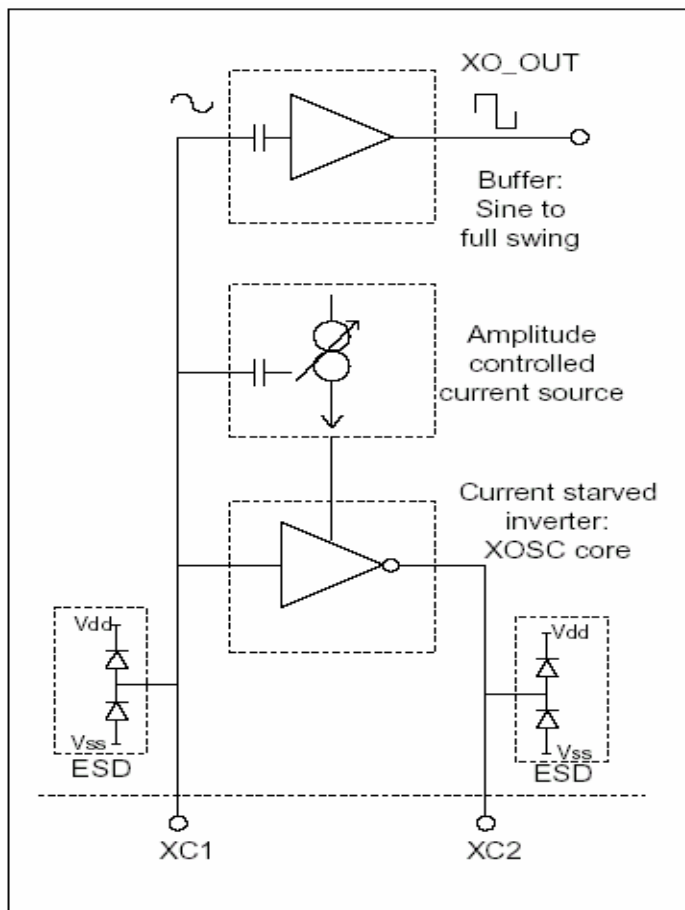 XO_OUT
Buffer:
Sine to
full swing
Amplitude
controlled
current source
Current starved
inverter:
XOSC core
Vdd
Vss
ESD
Vdd
Vss
ESD
XC1
XC2